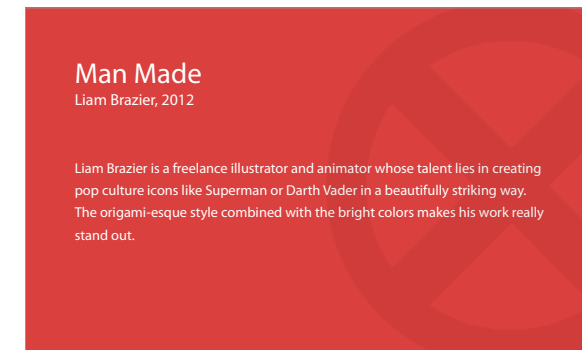 Man Made
Liam Brazier, 2012
Liam Brazier is a freelance illustrator and animator whose talent lies in creating
pop culture icons like Superman or Darth Vader in a beautifully striking way.
The origami-esque style combined with the bright colors makes his work really
stand out.